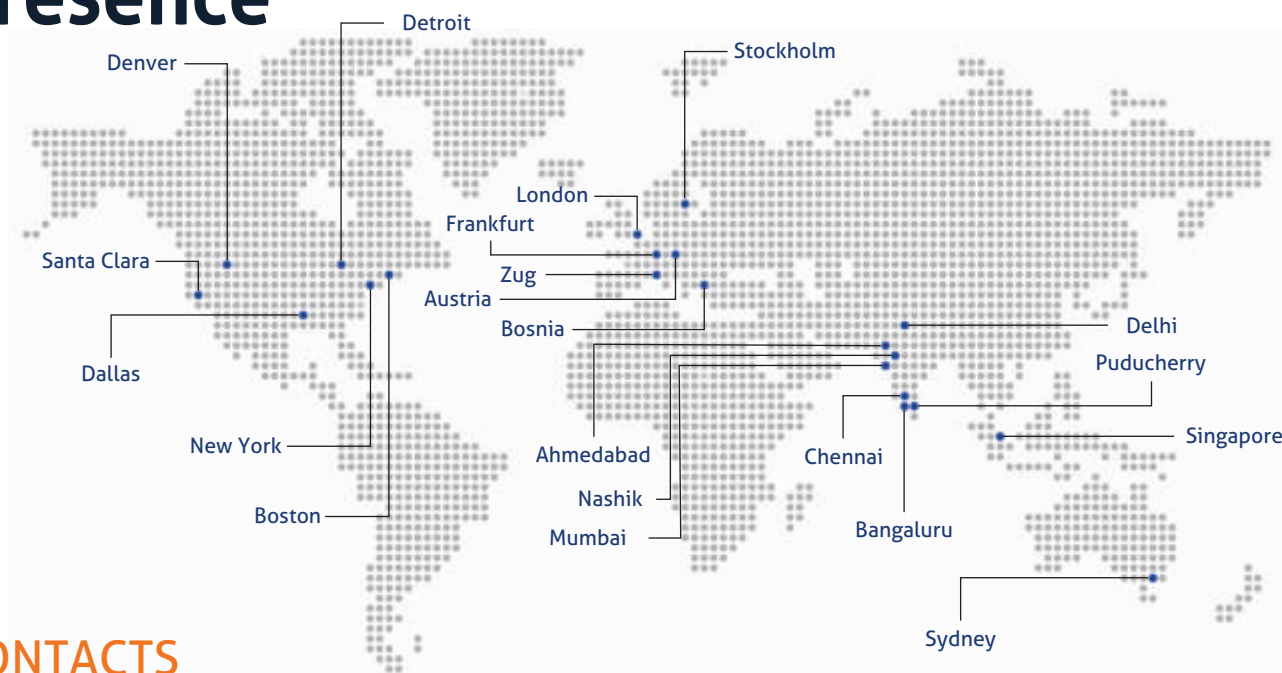 resence
Detroit
Stockholm
Denver
London
Frankfurt
Santa Clara
Zug
Austria
Bosnia
Delhi
Puducherry
Dallas
New York
Ahmedabad
Chennai
Singapore
Nashik
Boston
Mumbai
Bangaluru
Sydney
ONTACTS